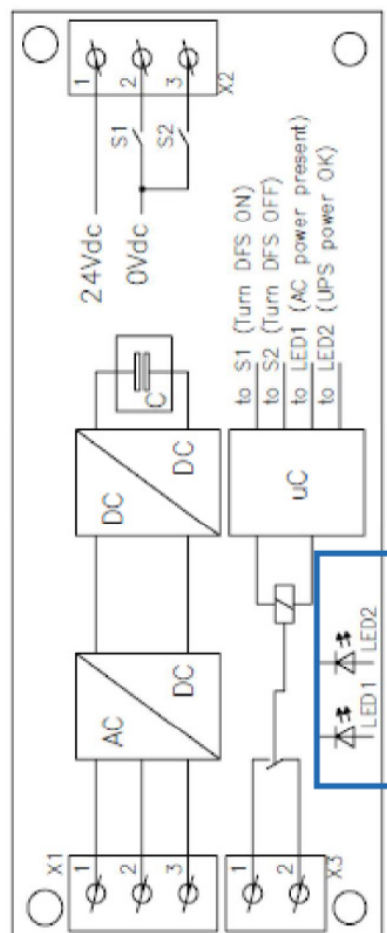 1 2 3
X2
S1
S2
24Vdc
0Vdc
C
DC
DC
to S1 (Turn DFS ON)
to S2 (Turn DFS OFF)
to LED1 (AC power present)
to LED2 (UPS power OK)
uC
AC
DC
LED1
LED2
X1
1 2 3
1 2
X3